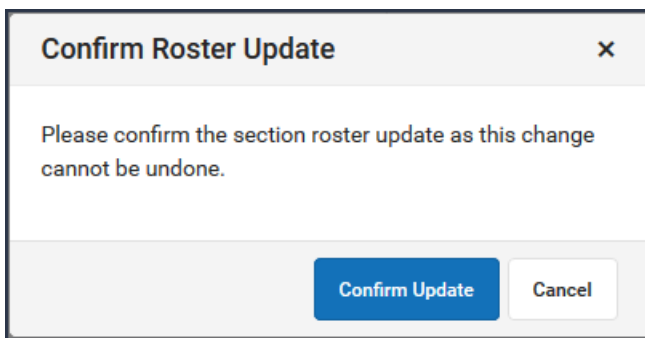 Confirm Roster Update ×
Please confirm the section roster update as this change
cannot be undone.
Confirm Update Cancel